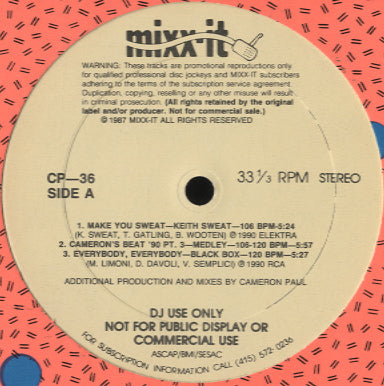 mixx·it
WARNING: These tracks are promotional reproductions only
for qualified professional disc jockeys and MIXX-IT subscribers
adhering to the terms of the subscription service agreement.
Duplication, copying, reselling or any other misuse will result
in criminal prosecution. (All rights retained by the original
label and/or producer. Not for commercial sale.)
© 1987 MIXX-IT ALL RIGHTS RESERVED
CP—36
SIDE A
33 1/3 RPM STEREO
1. MAKE YOU SWEAT—KEITH SWEAT—106 BPM-5:24
(K. SWEAT, T. GATLING, B. WOOTEN) ℗ 1990 ELEKTRA
2. CAMERON'S BEAT '90 PT. 3—MEDLEY—106-120 BPM—5:57
3. EVERYBODY, EVERYBODY—BLACK BOX—120 BPM—5:27
(M. LIMONI, D. DAVOLI, V. SEMPLICI) ℗ 1990 RCA
ADDITIONAL PRODUCTION AND MIXES BY CAMERON PAUL
DJ USE ONLY
NOT FOR PUBLIC DISPLAY OR
COMMERCIAL USE
ASCAP/BMI/SESAC
FOR SUBSCRIPTION INFORMATION CALL (415) 572-0236